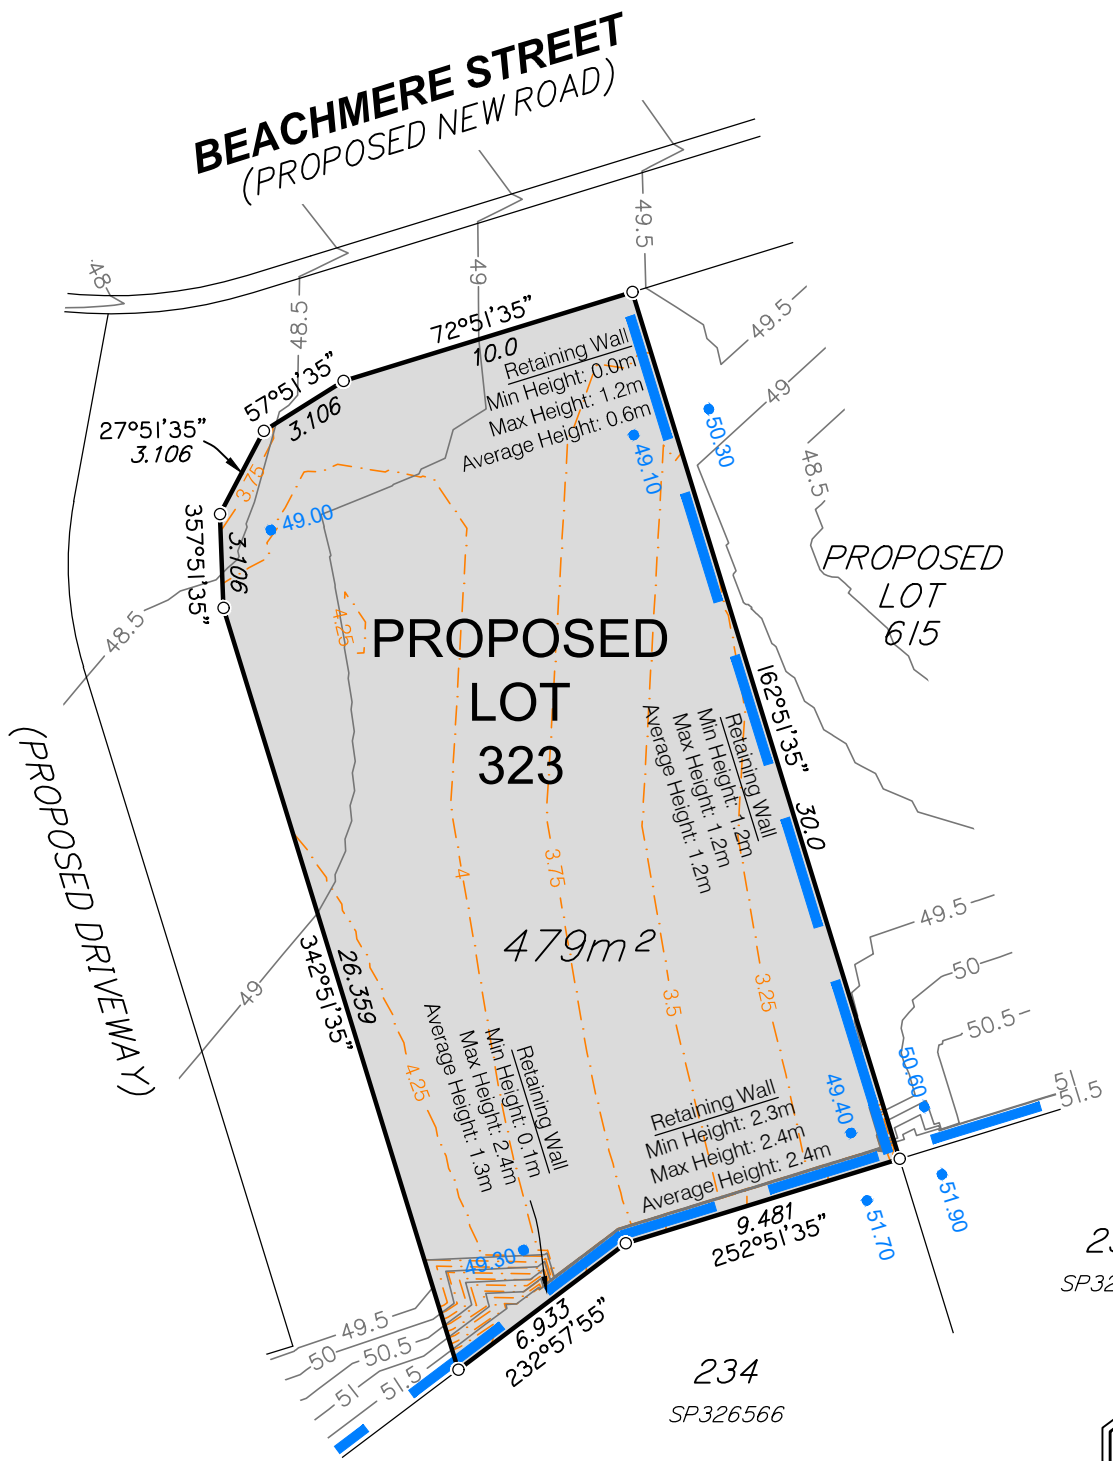 BEACHMERE STREET
(PROPOSED NEW ROAD)
48
48.5
49
49.5
72°51'35"
10.0
57°51'35"
3.106
27°51'35"
3.106
357°51'35"
3.106
Retaining Wall
Min Height: 0.0m
Max Height: 1.2m
Average Height: 0.6m
49.5
49
48.5
50.30
49.10
3.75
49.00
48.5
4.25
PROPOSED
LOT
323
PROPOSED
LOT
615
162°51'35"
30.0
Retaining Wall
Min Height: 1.2m
Max Height: 1.2m
Average Height: 1.2m
(PROPOSED DRIVEWAY)
4
3.75
3.5
3.25
479m²
49
342°51'35"
26.359
4.25
49.5
50
50.5
51
51.5
Retaining Wall
Min Height: 0.1m
Max Height: 2.4m
Average Height: 1.3m
Retaining Wall
Min Height: 2.3m
Max Height: 2.4m
Average Height: 2.4m
49.40
50.60
51.70
51.90
49.30
9.481
252°51'35"
6.933
232°57'55"
49.5
50
50.5
51
51.5
234
SP326566